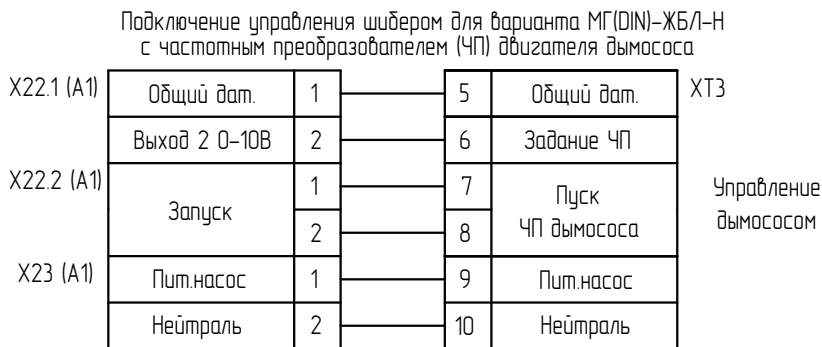 Подключение управления шибером для варианта МГ(DIN)-ЖБЛ-Н
с частотным преобразователем (ЧП) двигателя дымососа
X22.1 (A1) Общий дат. 1 5 Общий дат. XT3
Выход 2 0-10В 2 6 Задание ЧП
X22.2 (A1) Запуск 1 7 Пуск
2 8 ЧП дымососа
Управление
дымососом
X23 (A1) Пит.насос 1 9 Пит.насос
Нейтраль 2 10 Нейтраль